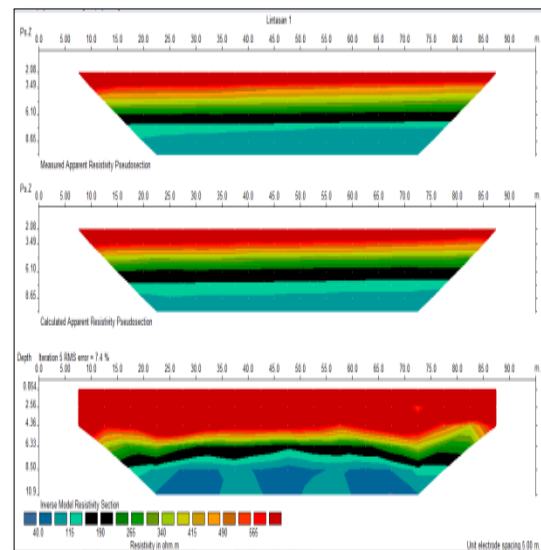 Lintasan 1
Ps.Z 0.0 5.00 10.0 15.0 20.0 25.0 30.0 35.0 40.0 45.0 50.0 55.0 60.0 65.0 70.0 75.0 80.0 85.0 90.0 m.
2.08
3.49
6.10
8.65
Measured Apparent Resistivity Pseudosection
Ps.Z 0.0 5.00 10.0 15.0 20.0 25.0 30.0 35.0 40.0 45.0 50.0 55.0 60.0 65.0 70.0 75.0 80.0 85.0 90.0 m.
2.08
3.49
6.10
8.65
Calculated Apparent Resistivity Pseudosection
Depth Iteration 5 RMS error = 7.4 %
0.0 5.00 10.0 15.0 20.0 25.0 30.0 35.0 40.0 45.0 50.0 55.0 60.0 65.0 70.0 75.0 80.0 85.0 90.0 m.
2.56
4.36
6.33
8.50
10.9
Inverse Model Resistivity Section
40.0 115 190 265 340 415 490 565
Resistivity in ohm m
Unit electrode spacing 5.00 m.